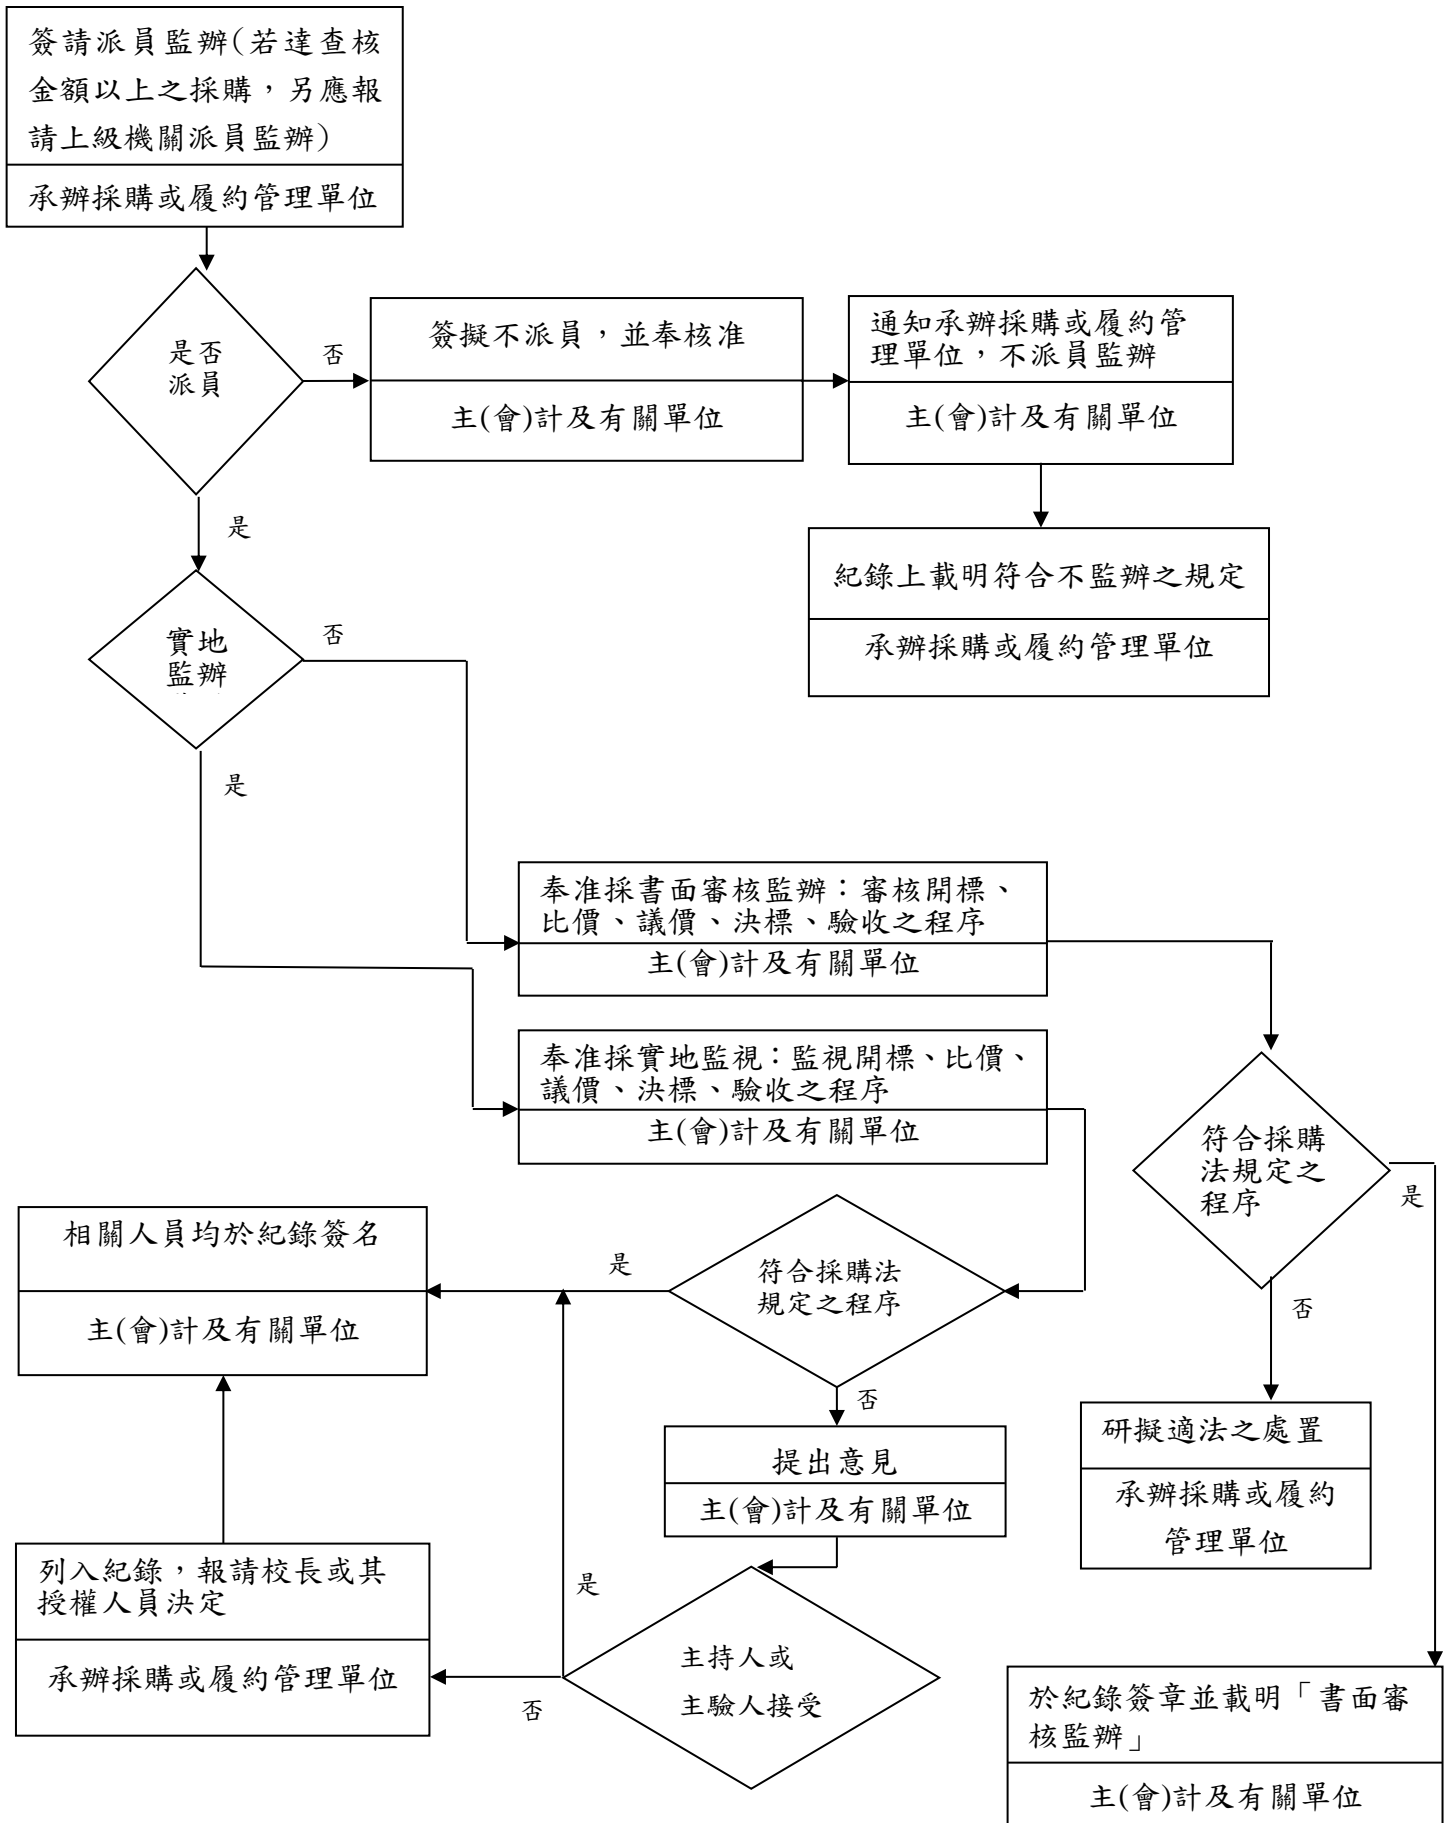 簽請派員監辦(若達查核
金額以上之採購，另應報
請上級機關派員監辦)
承辦採購或履約管理單位
是否
派員
否
簽擬不派員，並奉核准
主(會)計及有關單位
通知承辦採購或履約管
理單位，不派員監辦
主(會)計及有關單位
是
紀錄上載明符合不監辦之規定
承辦採購或履約管理單位
實地
監辦
否
是
奉准採書面審核監辦：審核開標、
比價、議價、決標、驗收之程序
主(會)計及有關單位
奉准採實地監視：監視開標、比價、
議價、決標、驗收之程序
主(會)計及有關單位
符合採購
法規定之
程序
是
否
相關人員均於紀錄簽名
主(會)計及有關單位
是
符合採購法
規定之程序
否
提出意見
主(會)計及有關單位
研擬適法之處置
承辦採購或履約
管理單位
列入紀錄，報請校長或其
授權人員決定
承辦採購或履約管理單位
是
否
主持人或
主驗人接受
於紀錄簽章並載明「書面審
核監辦」
主(會)計及有關單位